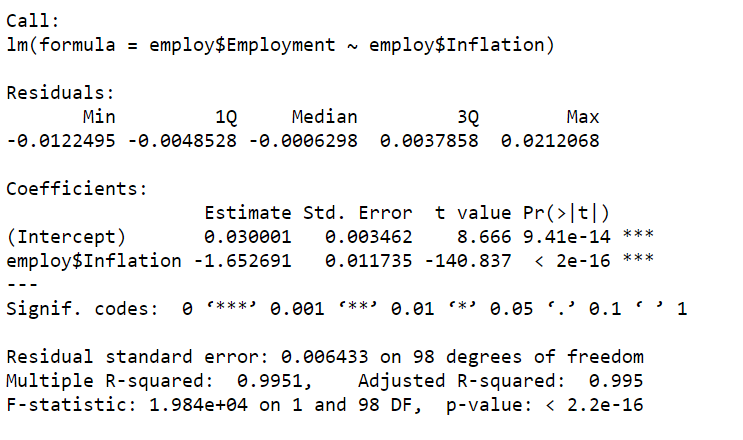 Call:
lm(formula = employ$Employment ~ employ$Inflation)
Residuals:
Min 1Q Median 3Q Max
-0.0122495 -0.0048528 -0.0006298 0.0037858 0.0212068
Coefficients:
Estimate Std. Error t value Pr(>|t|)
(Intercept) 0.030001 0.003462 8.666 9.41e-14 ***
employ$Inflation -1.652691 0.011735 -140.837 < 2e-16 ***
---
Signif. codes: 0 ‘***’ 0.001 ‘**’ 0.01 ‘*’ 0.05 ‘.’ 0.1 ‘ ’ 1
Residual standard error: 0.006433 on 98 degrees of freedom
Multiple R-squared: 0.9951, Adjusted R-squared: 0.995
F-statistic: 1.984e+04 on 1 and 98 DF, p-value: < 2.2e-16